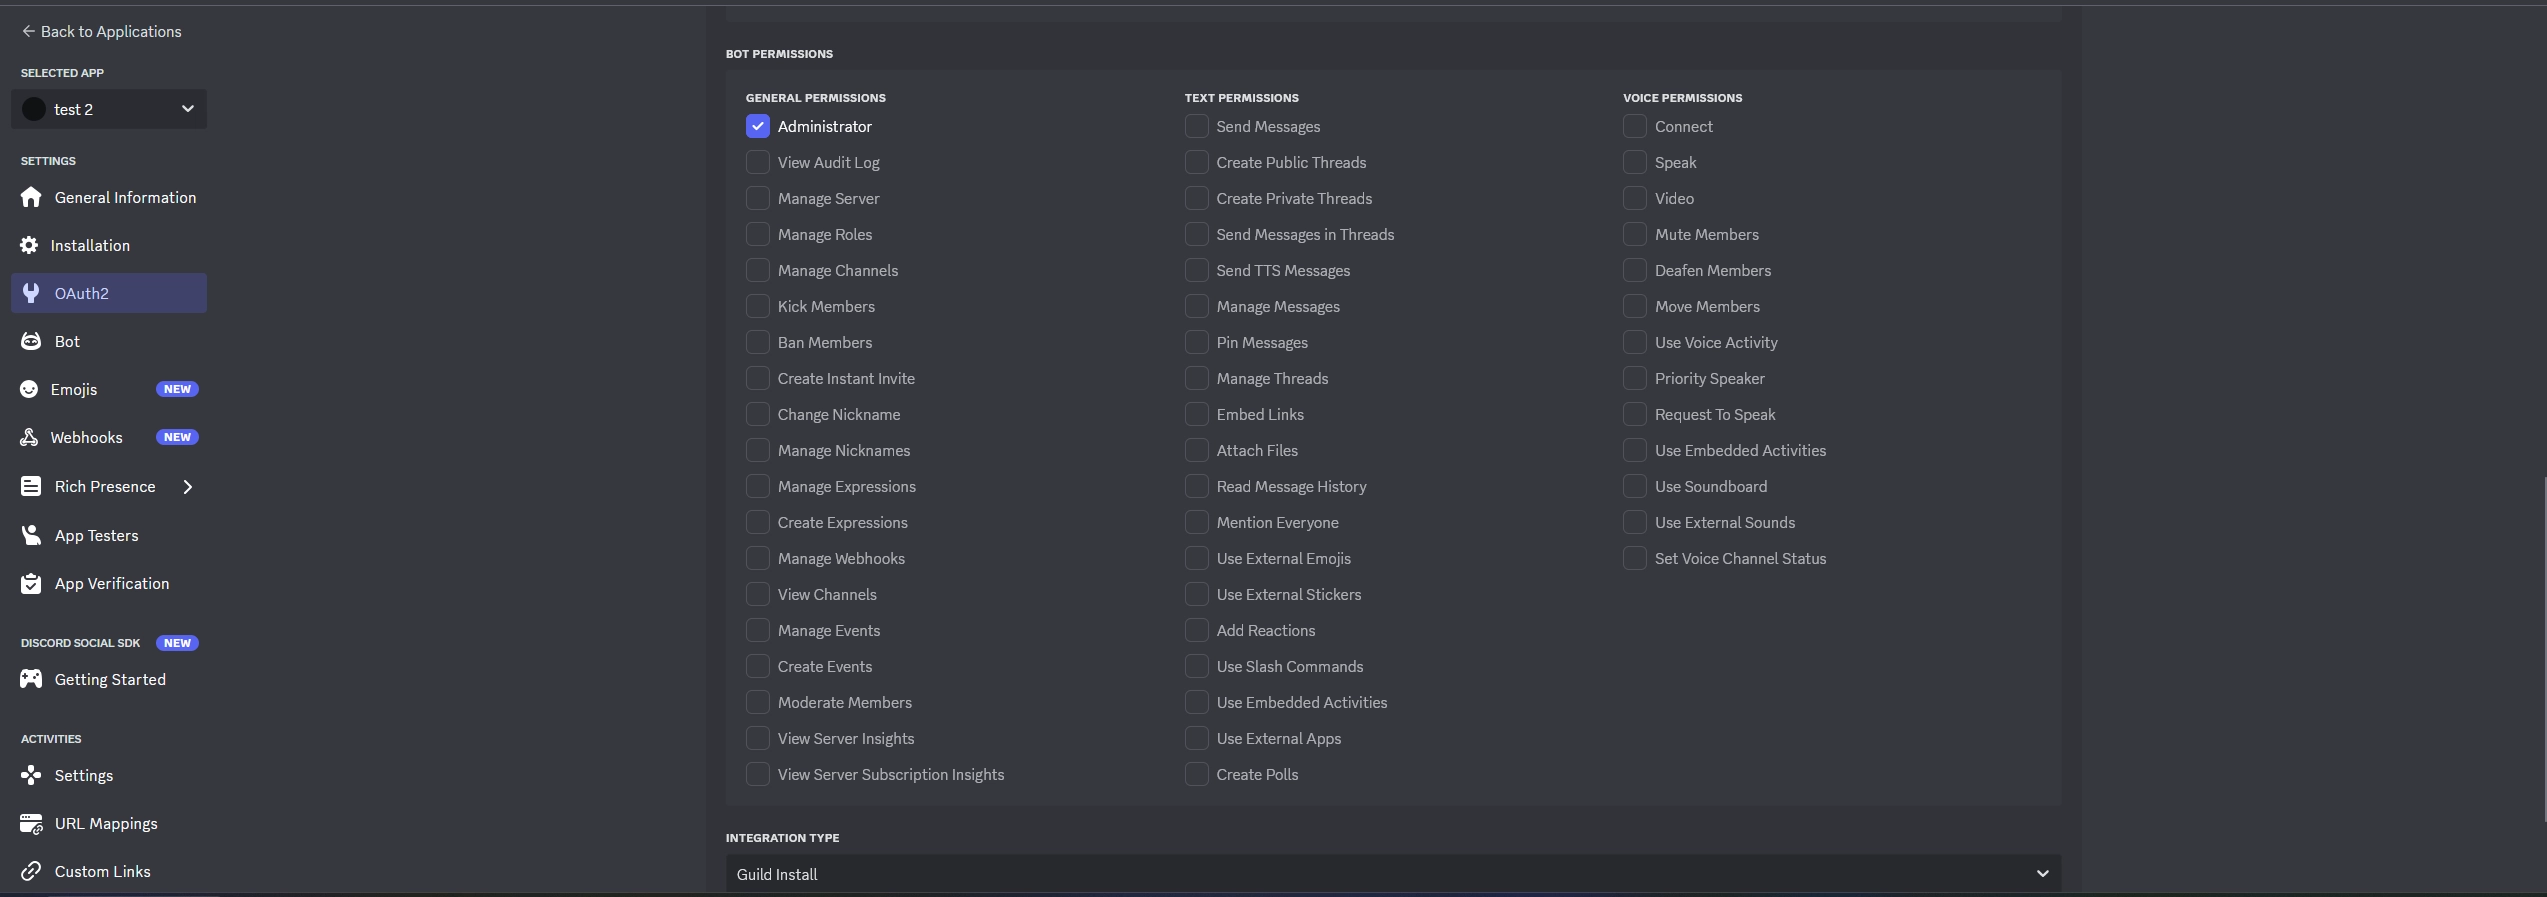 Back to Applications
SELECTED APP
test 2
SETTINGS
General Information
Installation
OAuth2
Bot
Emojis NEW
Webhooks NEW
Rich Presence
App Testers
App Verification
DISCORD SOCIAL SDK NEW
Getting Started
ACTIVITIES
Settings
URL Mappings
Custom Links
BOT PERMISSIONS
GENERAL PERMISSIONS
Administrator
View Audit Log
Manage Server
Manage Roles
Manage Channels
Kick Members
Ban Members
Create Instant Invite
Change Nickname
Manage Nicknames
Manage Expressions
Create Expressions
Manage Webhooks
View Channels
Manage Events
Create Events
Moderate Members
View Server Insights
View Server Subscription Insights
TEXT PERMISSIONS
Send Messages
Create Public Threads
Create Private Threads
Send Messages in Threads
Send TTS Messages
Manage Messages
Pin Messages
Manage Threads
Embed Links
Attach Files
Read Message History
Mention Everyone
Use External Emojis
Use External Stickers
Add Reactions
Use Slash Commands
Use Embedded Activities
Use External Apps
Create Polls
VOICE PERMISSIONS
Connect
Speak
Video
Mute Members
Deafen Members
Move Members
Use Voice Activity
Priority Speaker
Request To Speak
Use Embedded Activities
Use Soundboard
Use External Sounds
Set Voice Channel Status
INTEGRATION TYPE
Guild Install